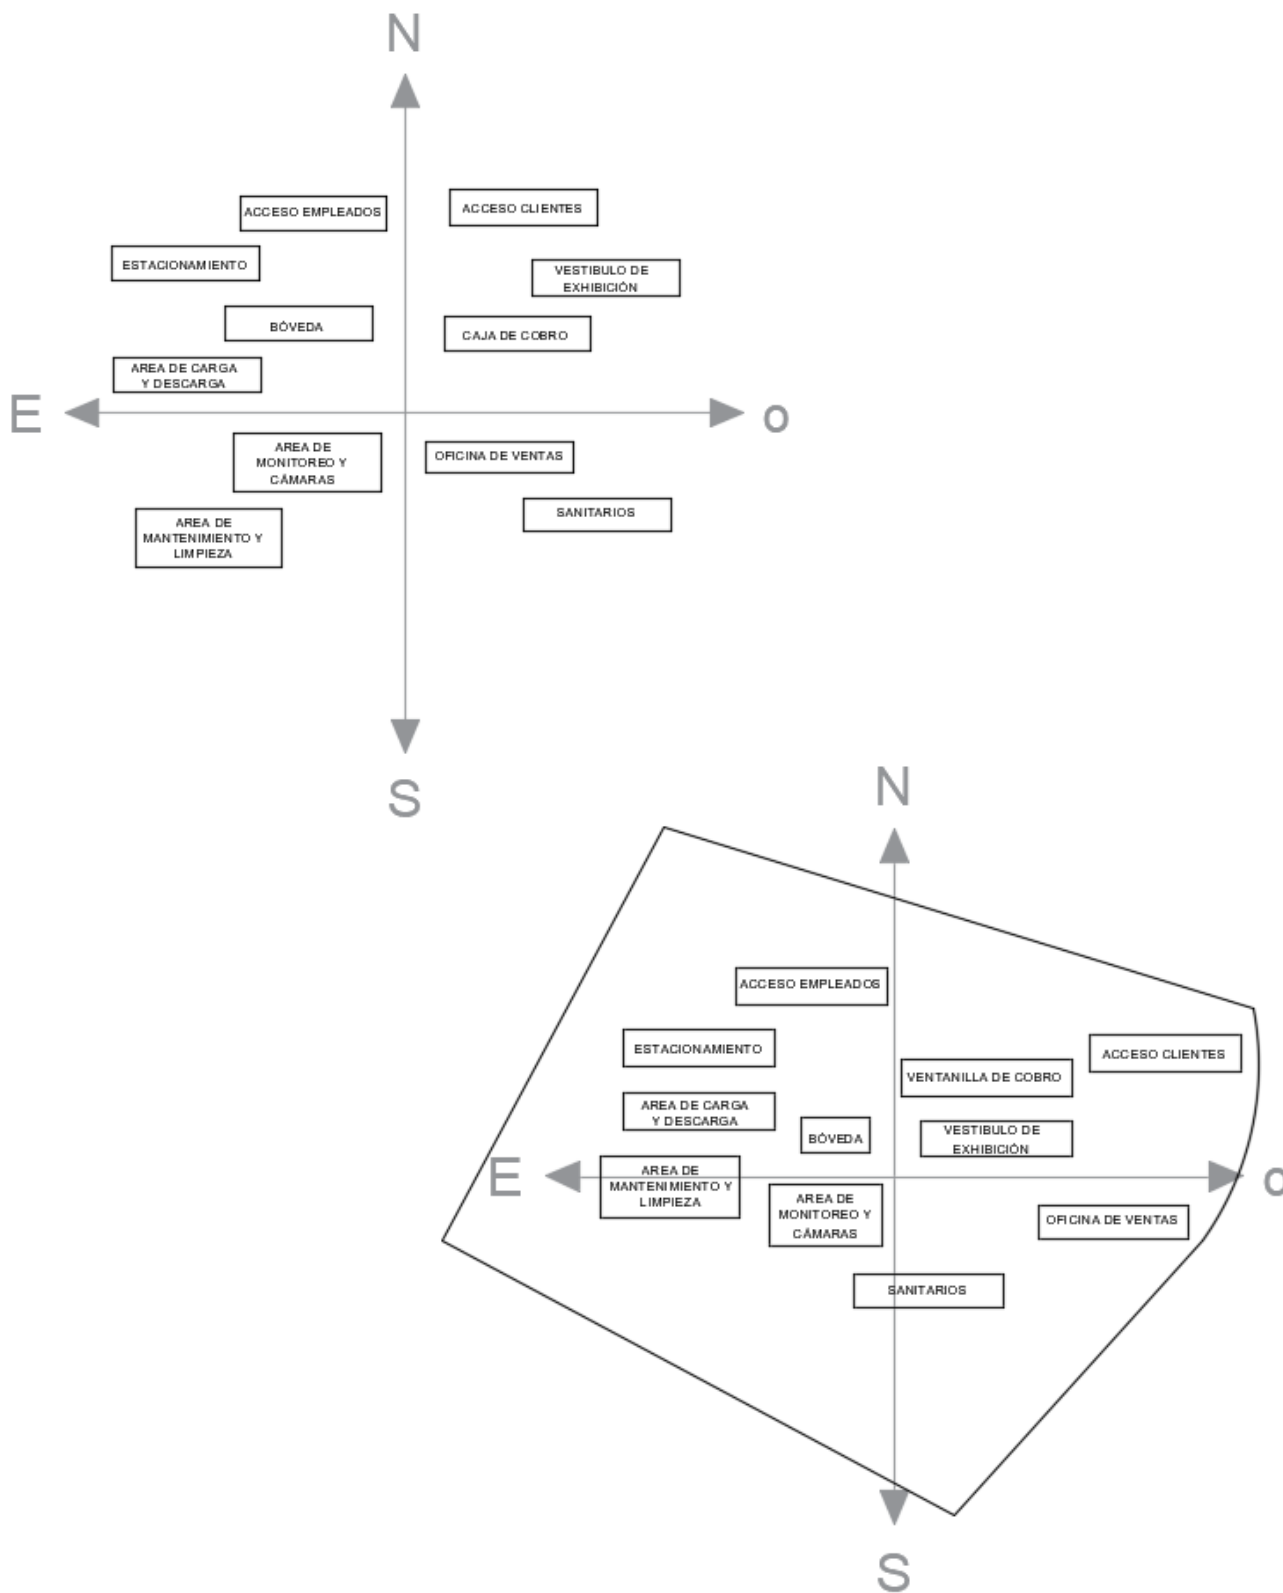 N
ACCESO EMPLEADOS
ACCESO CLIENTES
ESTACIONAMIENTO
VESTIBULO DE
EXHIBICIÓN
BÓVEDA
CAJA DE COBRO
AREA DE CARGA
Y DESCARGA
E
o
AREA DE
MONITOREO Y
CÁMARAS
OFICINA DE VENTAS
SANITARIOS
AREA DE
MANTENIMIENTO Y
LIMPIEZA
S
N
ACCESO EMPLEADOS
ESTACIONAMIENTO
ACCESO CLIENTES
VENTANILLA DE COBRO
AREA DE CARGA
Y DESCARGA
BÓVEDA
VESTIBULO DE
EXHIBICIÓN
E
AREA DE
MANTENIMIENTO Y
LIMPIEZA
o
AREA DE
MONITOREO Y
CÁMARAS
OFICINA DE VENTAS
SANITARIOS
S